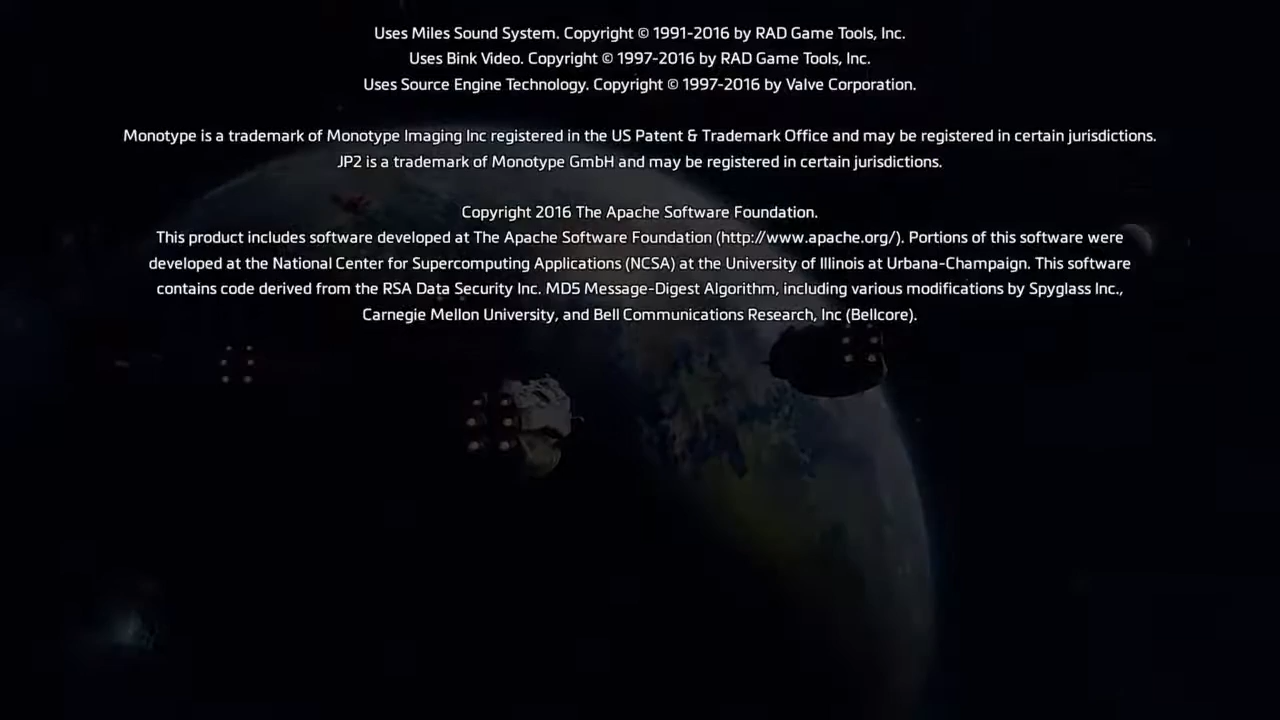 Uses Miles Sound System. Copyright © 1991-2016 by RAD Game Tools, Inc.
Uses Bink Video. Copyright © 1997-2016 by RAD Game Tools, Inc.
Uses Source Engine Technology. Copyright © 1997-2016 by Valve Corporation.
Monotype is a trademark of Monotype Imaging Inc registered in the US Patent & Trademark Office and may be registered in certain jurisdictions.
JP2 is a trademark of Monotype GmbH and may be registered in certain jurisdictions.
Copyright 2016 The Apache Software Foundation.
This product includes software developed at The Apache Software Foundation (http://www.apache.org/). Portions of this software were
developed at the National Center for Supercomputing Applications (NCSA) at the University of Illinois at Urbana-Champaign. This software
contains code derived from the RSA Data Security Inc. MD5 Message-Digest Algorithm, including various modifications by Spyglass Inc.,
Carnegie Mellon University, and Bell Communications Research, Inc (Bellcore).